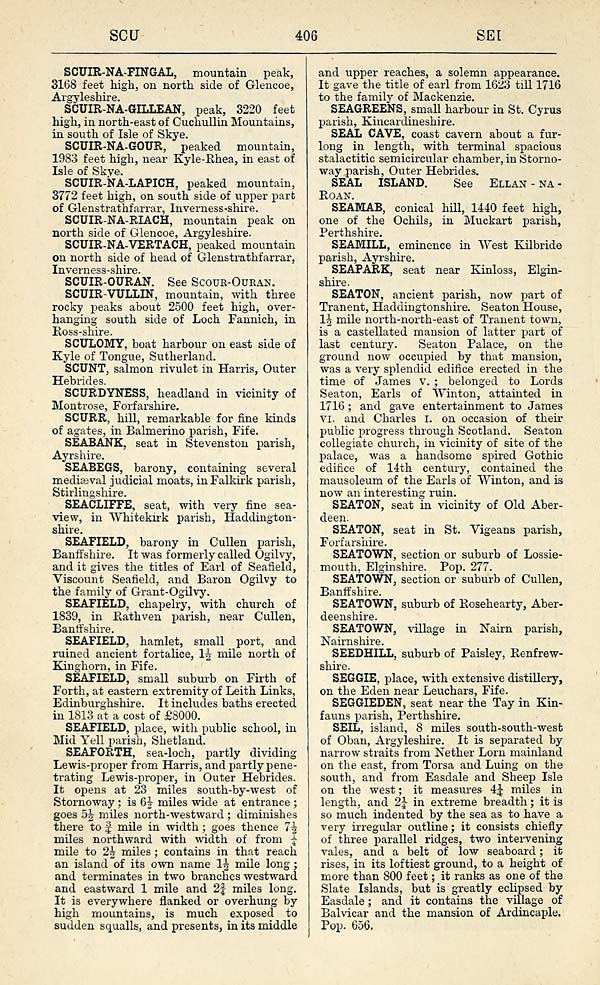 SCU 406 SEI
SCUIR-NA-FINGAL, mountain peak,
3168 feet high, on north side of Glencoe,
Argyleshire.
SCUIR-NA-GILLEAN, peak, 3220 feet
high, in north-east of Cuchullin Mountains,
in south of Isle of Skye.
SCUIR-NA-GOUR, peaked mountain,
1983 feet high, near Kyle-Rhea, in east of
Isle of Skye.
SCUIR-NA-LAPICH, peaked mountain,
3772 feet high, on south side of upper part
of Glenstrathfarrar, Inverness-shire.
SCUIR-NA-RIACH, mountain peak on
north side of Glencoe, Argyleshire.
SCUIR-NA-VERTACH, peaked mountain
on north side of head of Glenstrathfarrar,
Inverness-shire.
SCUIR-OURAN. See SCOUR-OURAN.
SCUIR-VULLIN, mountain, with three
rocky peaks about 2500 feet high, over-
hanging south side of Loch Fannich, in
Ross-shire.
SCULOMY, boat harbour on east side of
Kyle of Tongue, Sutherland.
SCUNT, salmon rivulet in Harris, Outer
Hebrides.
SCURDYNESS, headland in vicinity of
Montrose, Forfarshire.
SCURR, hill, remarkable for fine kinds
of agates, in Balmerino parish, Fife.
SEABANK, seat in Stevenston parish,
Ayrshire.
SEABEGS, barony, containing several
mediæval judicial moats, in Falkirk parish,
Stirlingshire.
SEACLIFFE, seat, with very fine sea-
view, in Whitekirk parish, Haddington-
shire.
SEAFIELD, barony in Cullen parish,
Banffshire. It was formerly called Ogilvy,
and it gives the titles of Earl of Seafield,
Viscount Seafield, and Baron Ogilvy to
the family of Grant-Ogilvy.
SEAFIELD, chapelry, with church of
1839, in Rathven parish, near Cullen,
Banffshire.
SEAFIELD, hamlet, small port, and
ruined ancient fortalice, 1½ mile north of
Kinghorn, in Fife.
SEAFIELD, small suburb on Firth of
Forth, at eastern extremity of Leith Links,
Edinburghshire. It includes baths erected
in 1813 at a cost of £8000.
SEAFIELD, place, with public school, in
Mid Yell parish, Shetland.
SEAFORTH, sea-loch, partly dividing
Lewis-proper from Harris, and partly pene-
trating Lewis-proper, in Outer Hebrides.
It opens at 23 miles south-by-west of
Stornoway; is 6½ miles wide at entrance;
goes 5½ miles north-westward; diminishes
there to ¾ mile in width; goes thence 7½
miles northward with width of from ¼
mile to 2½ miles; contains in that reach
an island of its own name 1½ mile long;
and terminates in two branches westward
and eastward 1 mile and 2¾ miles long.
It is everywhere flanked or overhung by
high mountains, is much exposed to
sudden squalls, and presents, in its middle
and upper reaches, a solemn appearance.
It gave the title of earl from 1623 till 1716
to the family of Mackenzie.
SEAGREENS, small harbour in St. Cyrus
parish, Kincardineshire.
SEAL CAVE, coast cavern about a fur-
long in length, with terminal spacious
stalactitic semicircular chamber, in Storno-
way parish, Outer Hebrides.
SEAL ISLAND. See ELLAN-NA-
ROAN.
SEAMAB, conical hill, 1440 feet high,
one of the Ochils, in Muckart parish,
Perthshire.
SEAMILL, eminence in West Kilbride
parish, Ayrshire.
SEAPARK, seat near Kinloss, Elgin-
shire.
SEATON, ancient parish, now part of
Tranent, Haddingtonshire. Seaton House,
1½ mile north-north-east of Tranent town,
is a castellated mansion of latter part of
last century. Seaton Palace, on the
ground now occupied by that mansion,
was a very splendid edifice erected in the
time of James V.; belonged to Lords
Seaton, Earls of Winton, attainted in
1716; and gave entertainment to James
VI. and Charles I. on occasion of their
public progress through Scotland. Seaton
collegiate church, in vicinity of site of the
palace, was a handsome spired Gothic
edifice of 14th century, contained the
mausoleum of the Earls of Winton, and is
now an interesting ruin.
SEATON, seat in vicinity of Old Aber-
deen.
SEATON, seat in St. Vigeans parish,
Forfarshire.
SEATOWN, section or suburb of Lossie-
mouth, Elginshire. Pop. 277.
SEATOWN, section or suburb of Cullen,
Banffshire.
SEATOWN, suburb of Rosehearty, Aber-
deenshire.
SEATOWN, village in Nairn parish,
Nairnshire.
SEEDHILL, suburb of Paisley, Renfrew-
shire.
SEGGIE, place, with extensive distillery,
on the Eden near Leuchars, Fife.
SEGGIEDEN, seat near the Tay in Kin-
fauns parish, Perthshire.
SEIL, island, 8 miles south-south-west
of Oban, Argyleshire. It is separated by
narrow straits from Nether Lorn mainland
on the east, from Torsa and Luing on the
south, and from Easdale and Sheep Isle
on the west; it measures 4¼ miles in
length, and 2¼ in extreme breadth; it is
so much indented by the sea as to have a
very irregular outline; it consists chiefly
of three parallel ridges, two intervening
vales, and a belt of low seaboard; it
rises, in its loftiest ground, to a height of
more than 800 feet; it ranks as one of the
Slate Islands, but is greatly eclipsed by
Easdale; and it contains the village of
Balvicar and the mansion of Ardincaple.
Pop. 656.